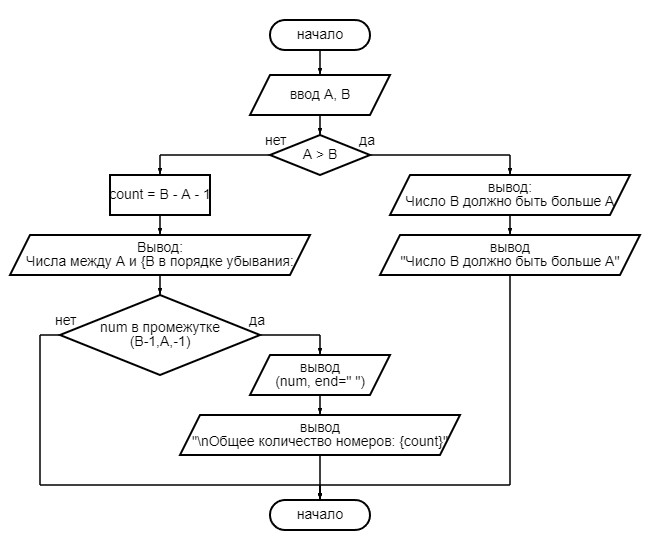 начало
ввод A, B
нет
да
A > B
count = B - A - 1
вывод:
Число B должно быть больше A
Вывод:
Числа между A и {B в порядке убывания:
вывод
"Число B должно быть больше A"
нет
да
num в промежутке
(B-1,A,-1)
вывод
(num, end=" ")
вывод
"\nОбщее количество номеров: {count}"
начало